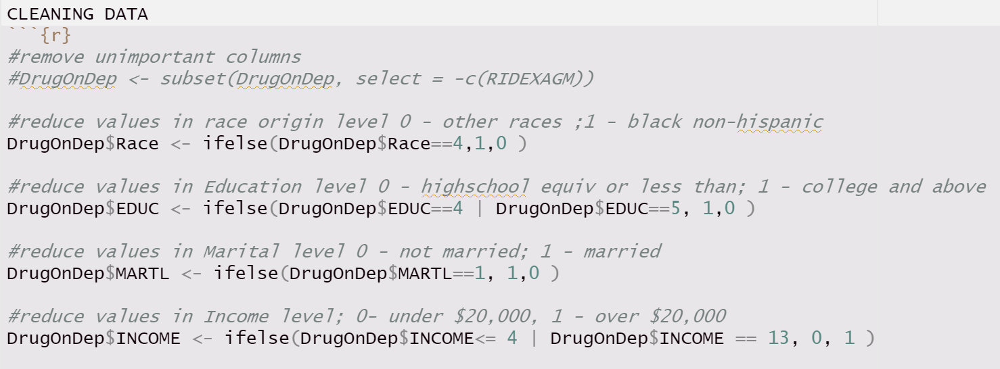 CLEANING DATA
```{r}
#remove unimportant columns
#DrugOnDep <- subset(DrugOnDep, select = -c(RIDEXAGM))
#reduce values in race origin level 0 - other races ;1 - black non-hispanic
DrugOnDep$Race <- ifelse(DrugOnDep$Race==4,1,0 )
#reduce values in Education level 0 - highschool equiv or less than; 1 - college and above
DrugOnDep$EDUC <- ifelse(DrugOnDep$EDUC==4 | DrugOnDep$EDUC==5, 1,0 )
#reduce values in Marital level 0 - not married; 1 - married
DrugOnDep$MARTL <- ifelse(DrugOnDep$MARTL==1, 1,0 )
#reduce values in Income level; 0- under $20,000, 1 - over $20,000
DrugOnDep$INCOME <- ifelse(DrugOnDep$INCOME<= 4 | DrugOnDep$INCOME == 13, 0, 1 )